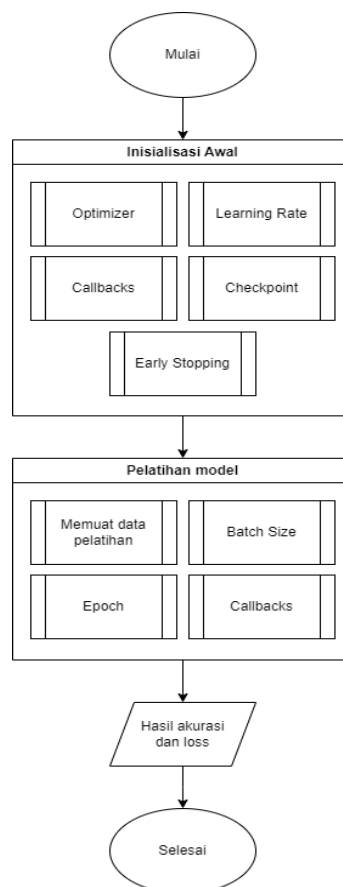 Mulai
Inisialisasi Awal
Optimizer
Learning Rate
Callbacks
Checkpoint
Early Stopping
Pelatihan model
Memuat data
pelatihan
Batch Size
Epoch
Callbacks
Hasil akurasi
dan loss
Selesai